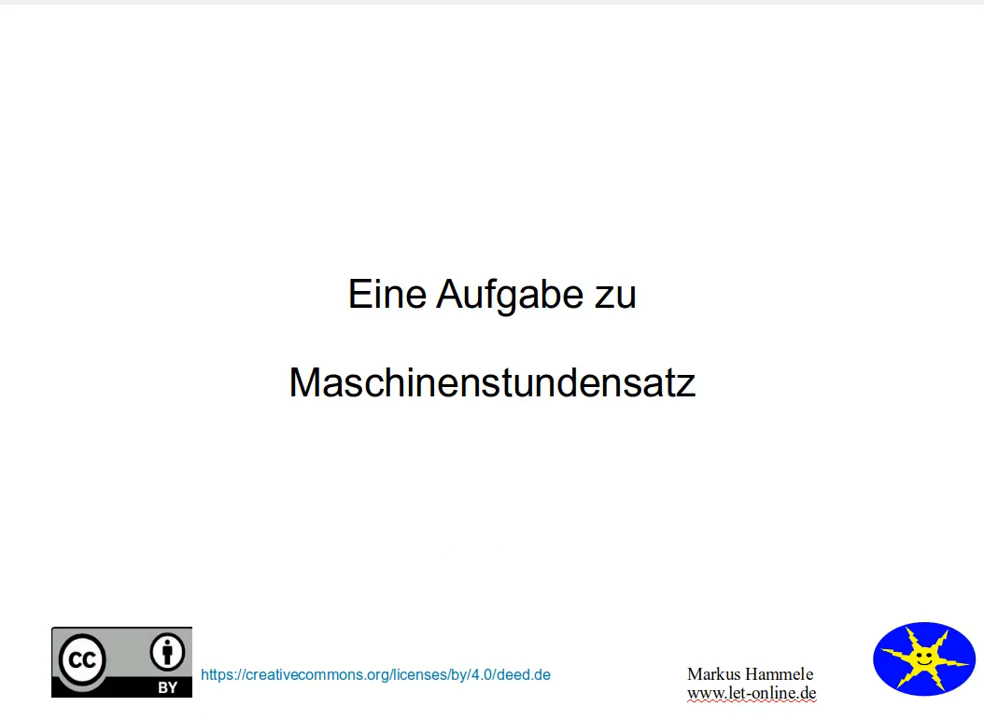 Eine Aufgabe zu
Maschinenstundensatz
CC BY
https://creativecommons.org/licenses/by/4.0/deed.de
Markus Hammele
www.let-online.de